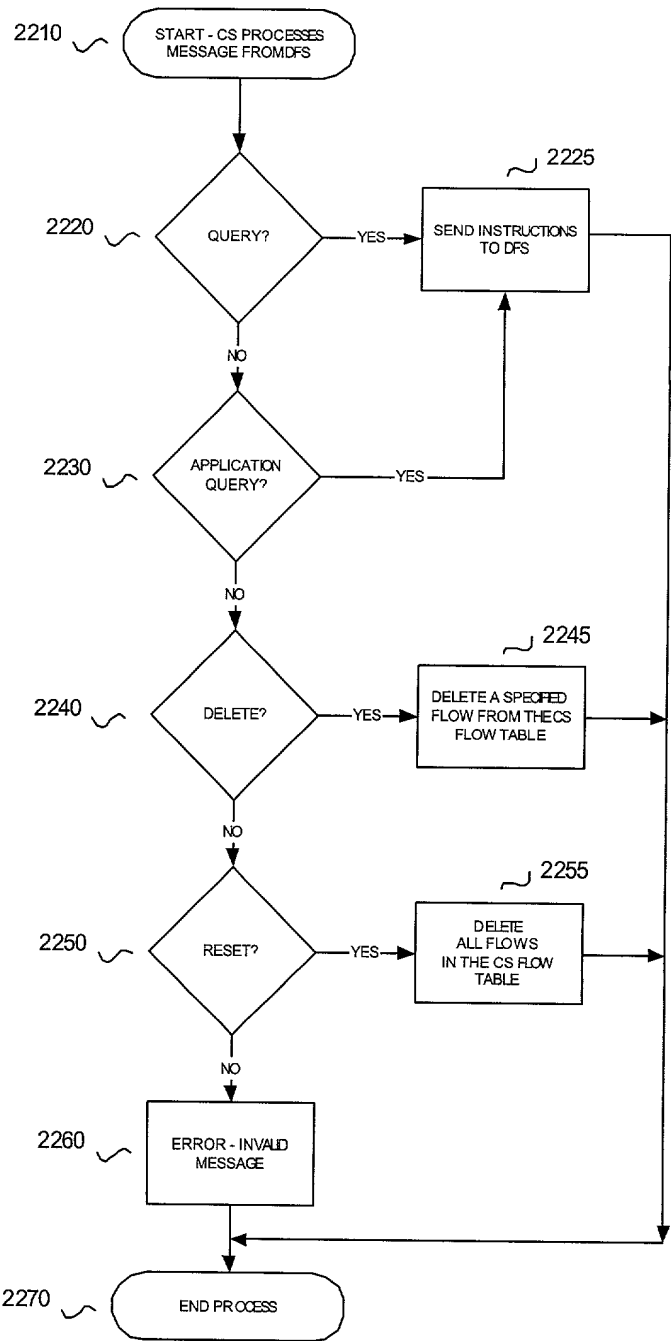 2210
START - CS PROCESSES
MESSAGE FROMDFS
2220
QUERY?
YES
2225
SEND INSTRUCTIONS
TO DFS
NO
2230
APPLICATION
QUERY?
YES
NO
2240
DELETE?
YES
2245
DELETE A SPECIFIED
FLOW FROM THECS
FLOW TABLE
NO
2250
RESET?
YES
2255
DELETE
ALL FLOWS
IN THE CS FLOW
TABLE
NO
2260
ERROR - INVALID
MESSAGE
2270
END PROCESS